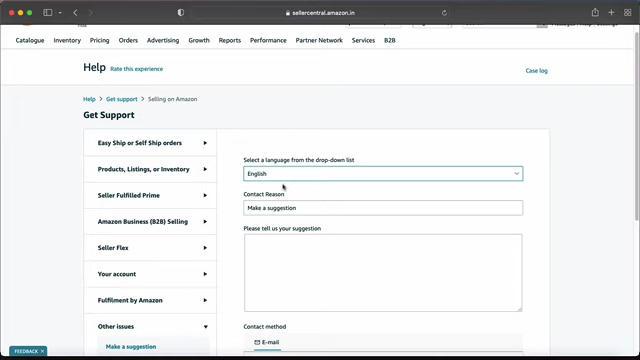 sellercentral.amazon.in
Catalogue Inventory Pricing Orders Advertising Growth Reports Performance Partner Network Services B2B
Help Rate this experience
Case log
Help > Get support > Selling on Amazon
Get Support
Easy Ship or Self Ship orders
Products, Listings, or Inventory
Seller Fulfilled Prime
Amazon Business (B2B) Selling
Seller Flex
Your account
Fulfilment by Amazon
Other issues
Make a suggestion
Select a language from the drop-down list
English
Contact Reason
Make a suggestion
Please tell us your suggestion
Contact method
E-mail
FEEDBACK